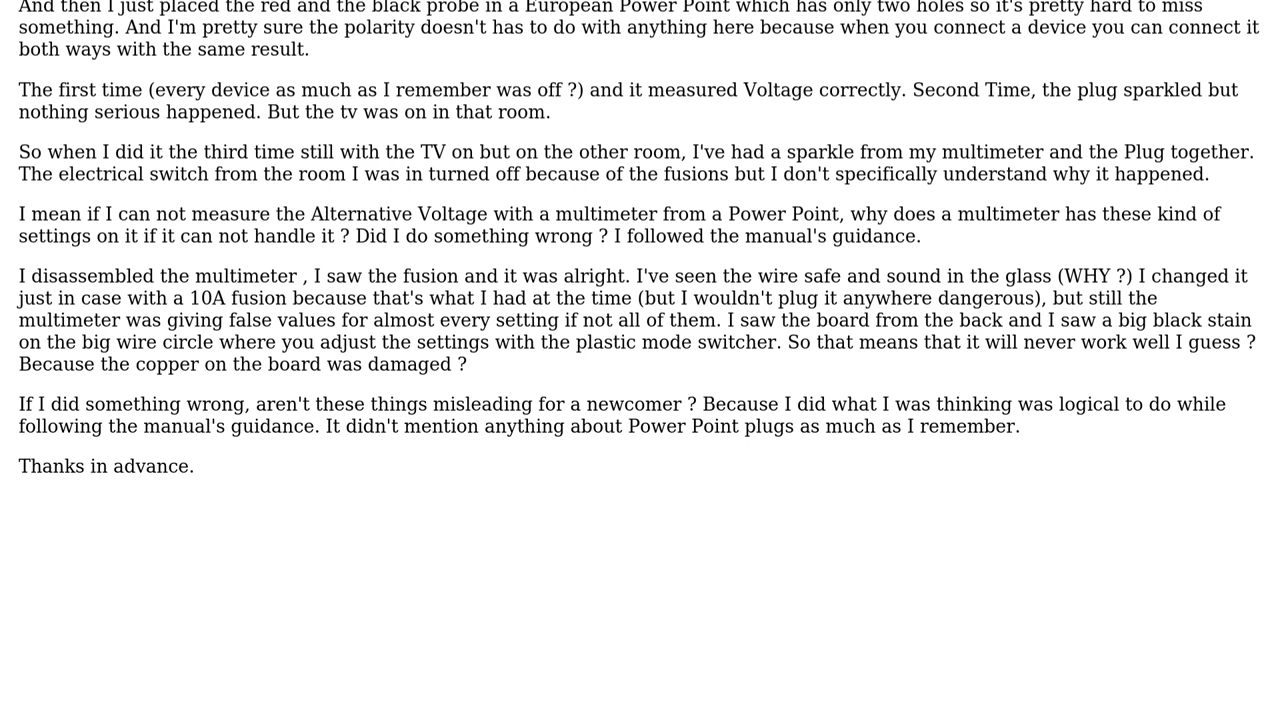 And then I just placed the red and the black probe in a European Power Point which has only two holes so it's pretty hard to miss
something. And I'm pretty sure the polarity doesn't has to do with anything here because when you connect a device you can connect it
both ways with the same result.
The first time (every device as much as I remember was off ?) and it measured Voltage correctly. Second Time, the plug sparkled but
nothing serious happened. But the tv was on in that room.
So when I did it the third time still with the TV on but on the other room, I've had a sparkle from my multimeter and the Plug together.
The electrical switch from the room I was in turned off because of the fusions but I don't specifically understand why it happened.
I mean if I can not measure the Alternative Voltage with a multimeter from a Power Point, why does a multimeter has these kind of
settings on it if it can not handle it ? Did I do something wrong ? I followed the manual's guidance.
I disassembled the multimeter , I saw the fusion and it was alright. I've seen the wire safe and sound in the glass (WHY ?) I changed it
just in case with a 10A fusion because that's what I had at the time (but I wouldn't plug it anywhere dangerous), but still the
multimeter was giving false values for almost every setting if not all of them. I saw the board from the back and I saw a big black stain
on the big wire circle where you adjust the settings with the plastic mode switcher. So that means that it will never work well I guess ?
Because the copper on the board was damaged ?
If I did something wrong, aren't these things misleading for a newcomer ? Because I did what I was thinking was logical to do while
following the manual's guidance. It didn't mention anything about Power Point plugs as much as I remember.
Thanks in advance.